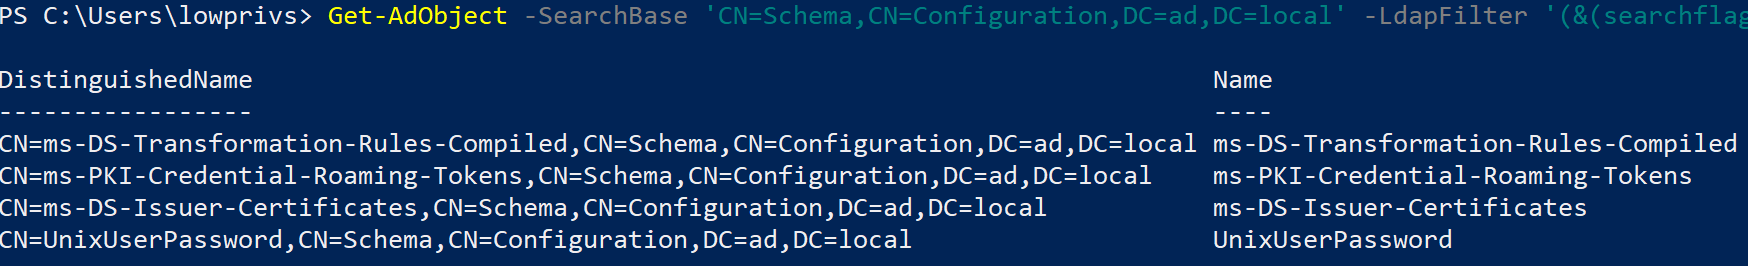 PS C:\Users\lowprivs> Get-AdObject -SearchBase 'CN=Schema,CN=Configuration,DC=ad,DC=local' -LdapFilter '(&(searchflag
DistinguishedName Name
----------------- ----
CN=ms-DS-Transformation-Rules-Compiled,CN=Schema,CN=Configuration,DC=ad,DC=local ms-DS-Transformation-Rules-Compiled
CN=ms-PKI-Credential-Roaming-Tokens,CN=Schema,CN=Configuration,DC=ad,DC=local ms-PKI-Credential-Roaming-Tokens
CN=ms-DS-Issuer-Certificates,CN=Schema,CN=Configuration,DC=ad,DC=local ms-DS-Issuer-Certificates
CN=UnixUserPassword,CN=Schema,CN=Configuration,DC=ad,DC=local UnixUserPassword